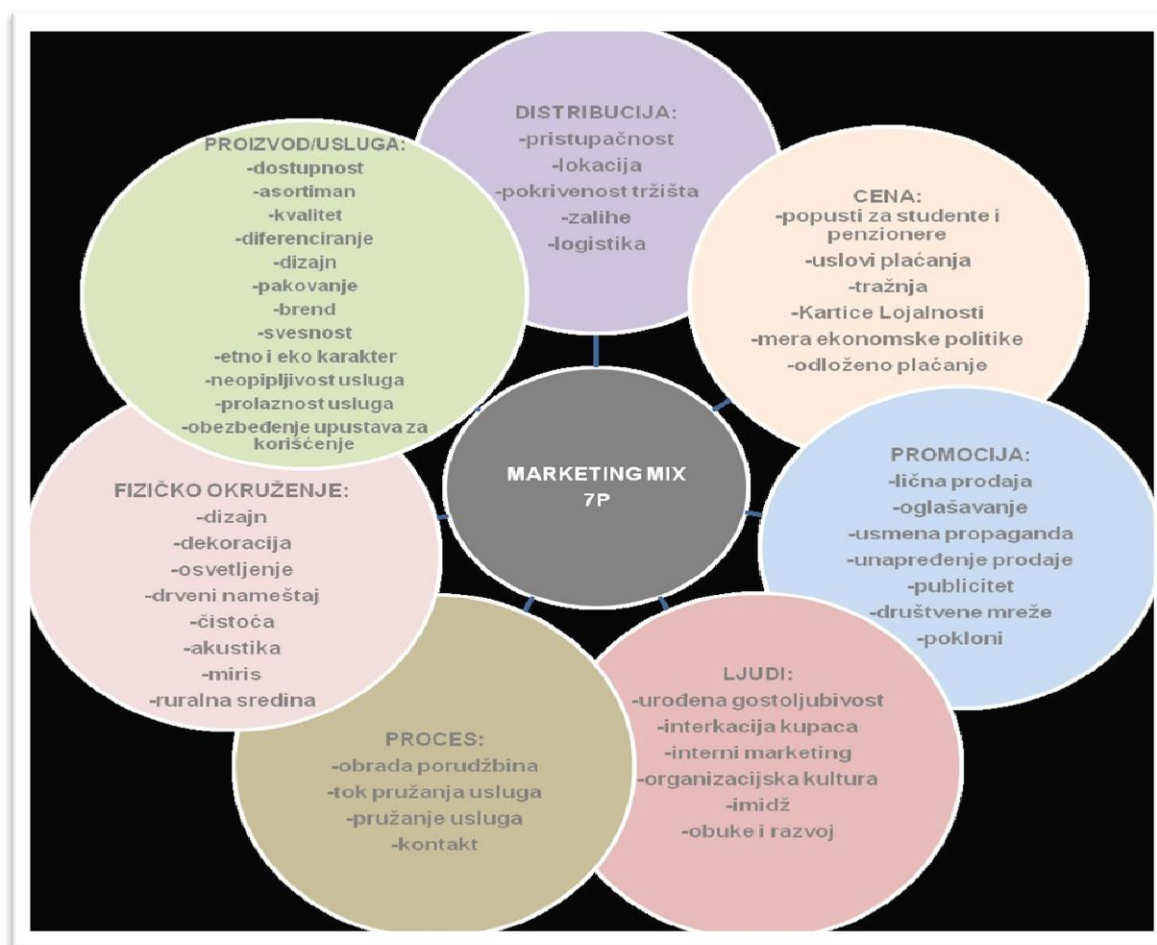 DISTRIBUCIJA:
-pristupačnost
-lokacija
-pokrivenost tržišta
-zalihe
-logistika
CENA:
-popusti za studente i
penzionere
-uslovi plaćanja
-tražnja
-Kartice Lojalnosti
-mera ekonomske politike
-odloženo plaćanje
PROMOCIJA:
-lična prodaja
-oglašavanje
-usmena propaganda
-unapređenje prodaje
-publicitet
-društvene mreže
-pokloni
LJUDI:
-urođena gostoljubivost
-interkacija kupaca
-interni marketing
-organizacijska kultura
-imidž
-obuke i razvoj
PROCES:
-obrada porudžbina
-tok pružanja usluga
-pružanje usluga
-kontakt
FIZIČKO OKRUŽENJE:
-dizajn
-dekoracija
-osvetljenje
-drveni nameštaj
-čistoća
-akustika
-miris
-ruralna sredina
PROIZVOD/USLUGA:
-dostupnost
-asortiman
-kvalitet
-diferenciranje
-dizajn
-pakovanje
-brend
-svesnost
-etno i eko karakter
-neopipljivost usluga
-prolaznost usluga
-obezbeđenje upustava za
korišćenje
MARKETING MIX
7P